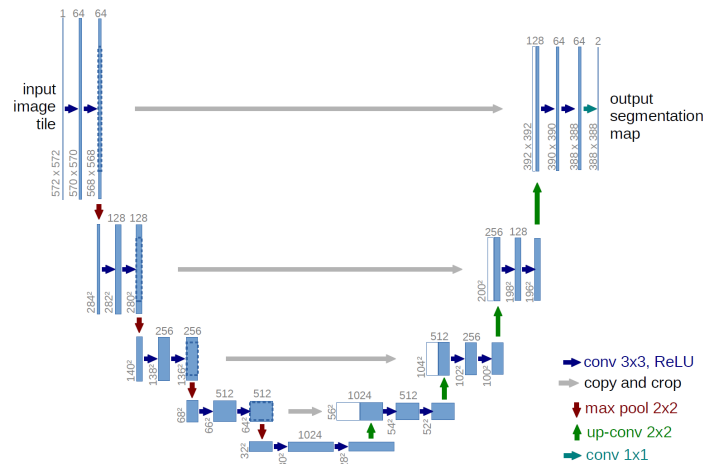 1 64 64
128 64 64 2
input
image
tile
output
segmentation
map
572 x 572
570 x 570
568 x 568
392 x 392
390 x 390
388 x 388
388 x 388
128 128
256 128
284²
282²
280²
200²
198²
196²
256 256
512 256
140²
138²
136²
104²
102²
100²
512 512
1024 512
68²
66²
64²
56²
54²
52²
1024
32²
conv 3x3, ReLU
copy and crop
max pool 2x2
up-conv 2x2
conv 1x1